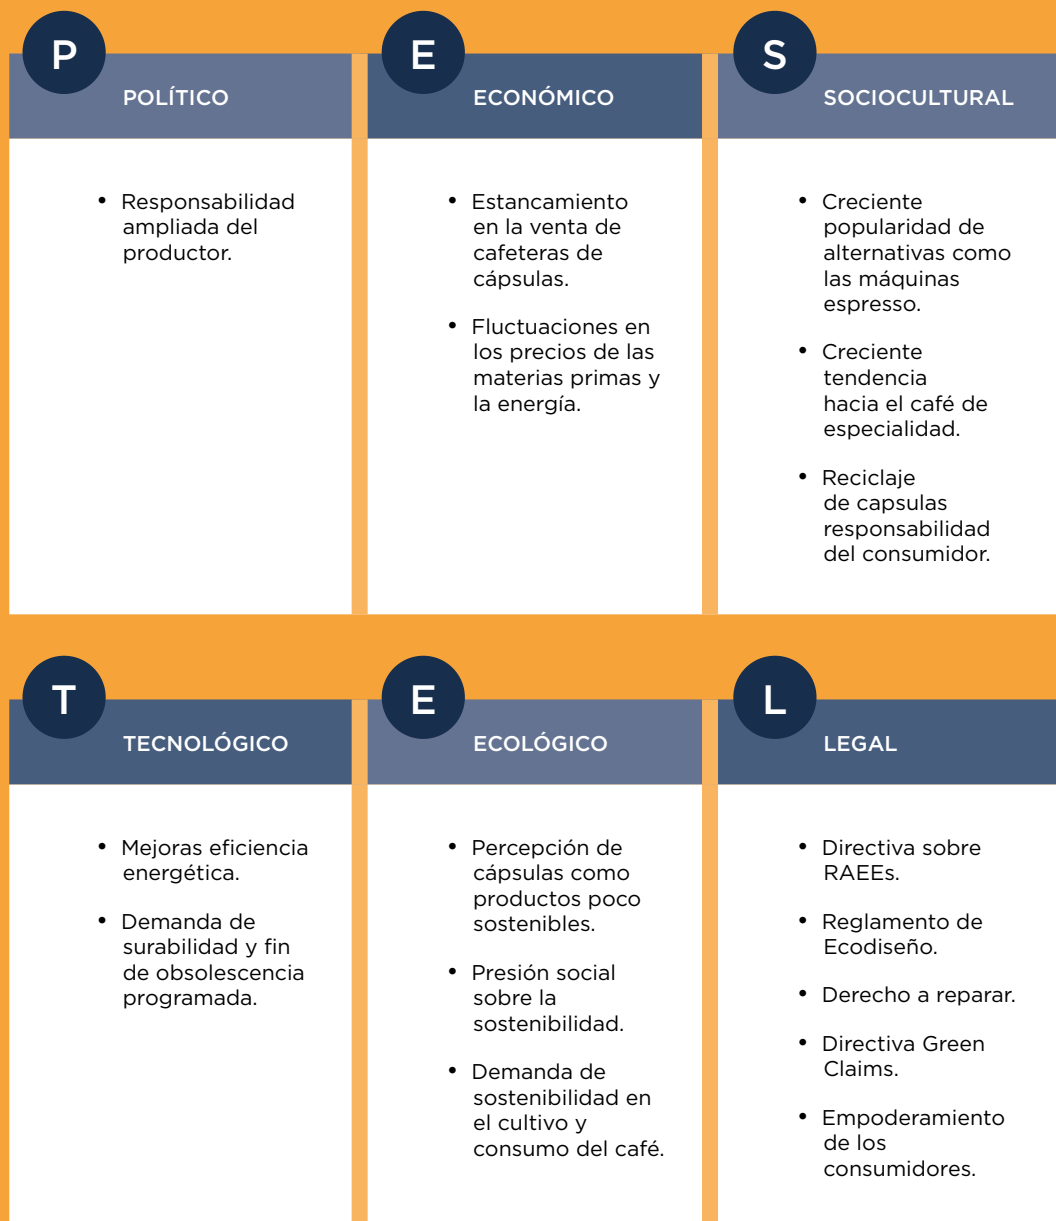 P
POLÍTICO
• Responsabilidad
ampliada del
productor.
E
ECONÓMICO
• Estancamiento
en la venta de
cafeteras de
cápsulas.
• Fluctuaciones en
los precios de las
materias primas y
la energía.
S
SOCIOCULTURAL
• Creciente
popularidad de
alternativas como
las máquinas
espresso.
• Creciente
tendencia
hacia el café de
especialidad.
• Reciclaje
de capsulas
responsabilidad
del consumidor.
T
TECNOLÓGICO
• Mejoras eficiencia
energética.
• Demanda de
surabilidad y fin
de obsolescencia
programada.
E
ECOLÓGICO
• Percepción de
cápsulas como
productos poco
sostenibles.
• Presión social
sobre la
sostenibilidad.
• Demanda de
sostenibilidad en
el cultivo y
consumo del café.
L
LEGAL
• Directiva sobre
RAEEs.
• Reglamento de
Ecodiseño.
• Derecho a reparar.
• Directiva Green
Claims.
• Empoderamiento
de los
consumidores.